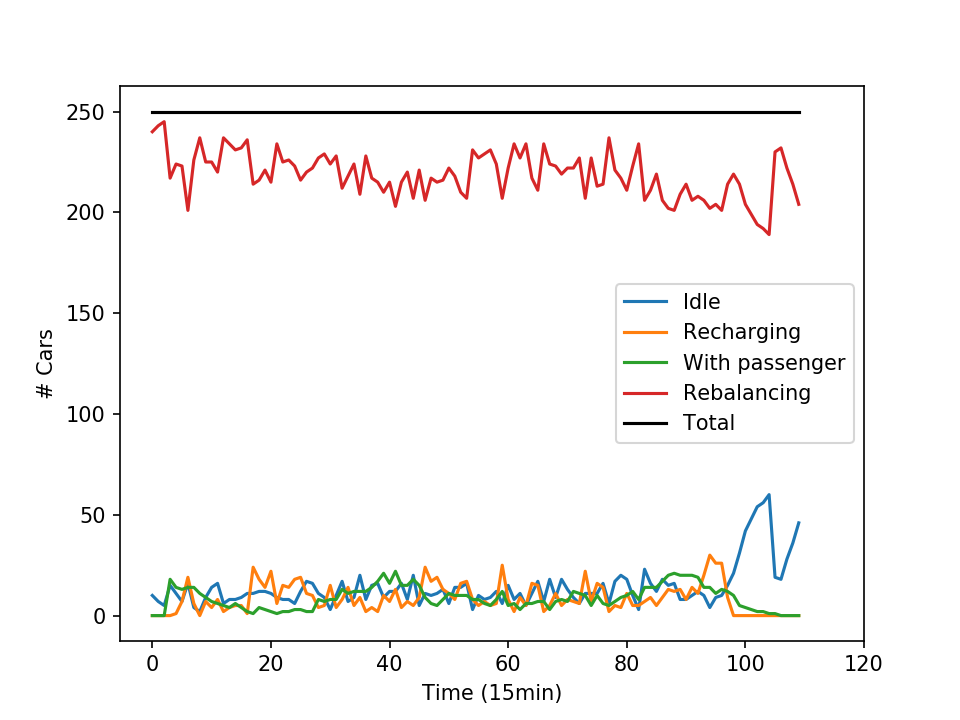 250
200
150
100
50
0
# Cars
Idle
Recharging
With passenger
Rebalancing
Total
0 20 40 60 80 100 120
Time (15min)